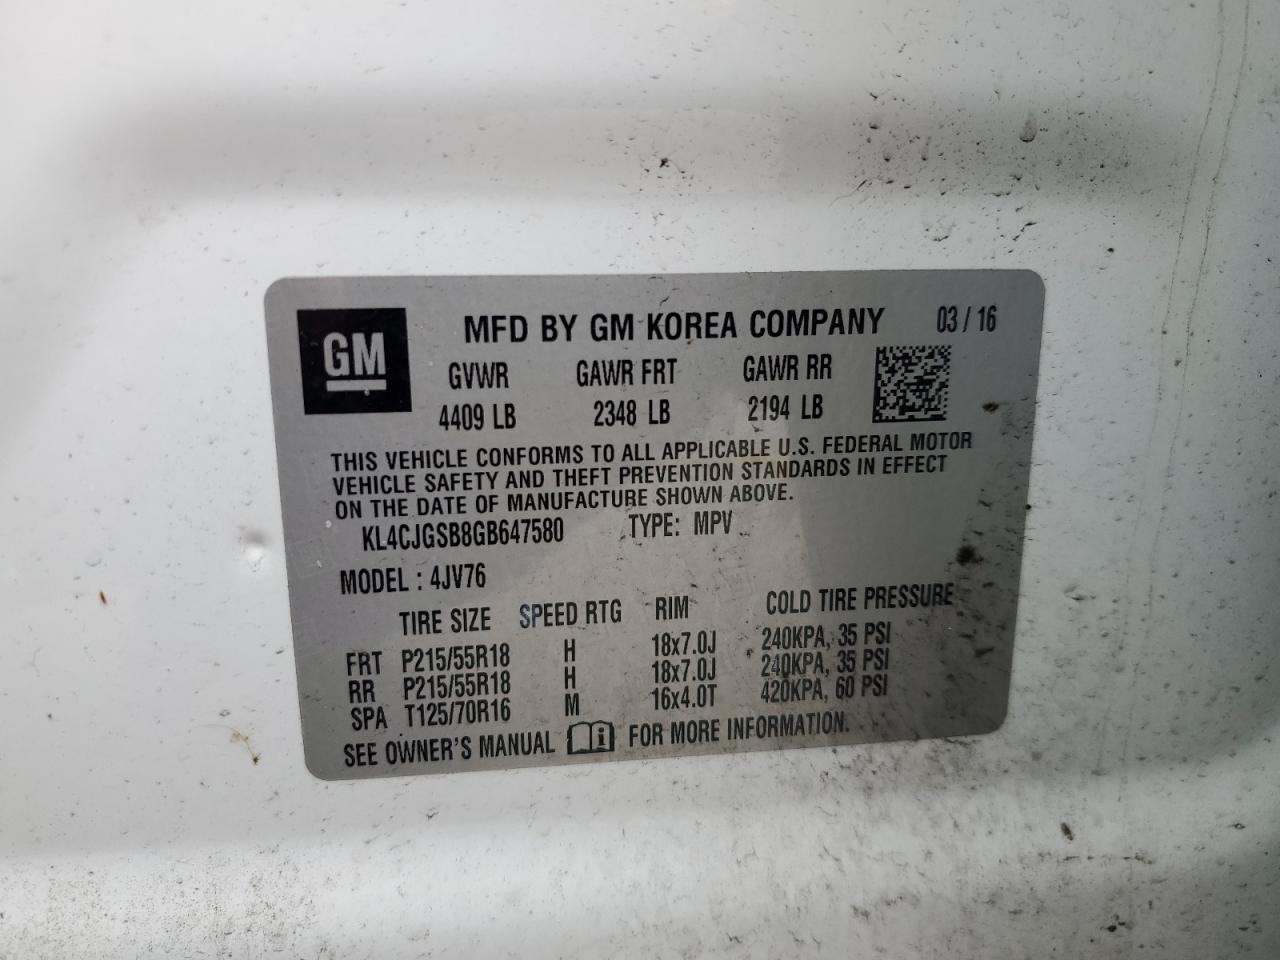 GM
MFD BY GM KOREA COMPANY 03 / 16
GVWR GAWR FRT GAWR RR
4409 LB 2348 LB 2194 LB
THIS VEHICLE CONFORMS TO ALL APPLICABLE U.S. FEDERAL MOTOR
VEHICLE SAFETY AND THEFT PREVENTION STANDARDS IN EFFECT
ON THE DATE OF MANUFACTURE SHOWN ABOVE.
KL4CJGSB8GB647580 TYPE: MPV
MODEL : 4JV76
TIRE SIZE SPEED RTG RIM COLD TIRE PRESSURE
FRT P215/55R18 H 18x7.0J 240KPA, 35 PSI
RR P215/55R18 H 18x7.0J 240KPA, 35 PSI
SPA T125/70R16 M 16x4.0T 420KPA, 60 PSI
SEE OWNER'S MANUAL i FOR MORE INFORMATION.